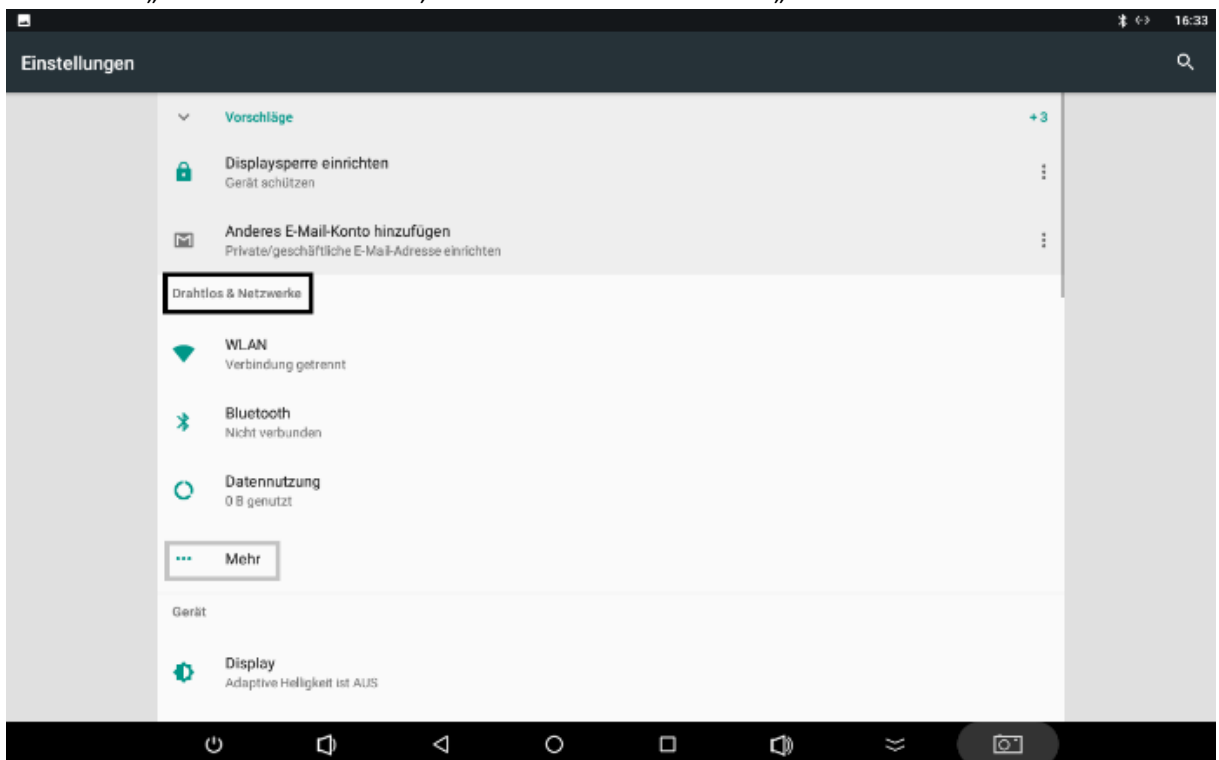 16:33
Einstellungen
Vorschläge
+3
Displaysperre einrichten
Gerät schützen
Anderes E-Mail-Konto hinzufügen
Private/geschäftliche E-Mail-Adresse einrichten
Drahtlos & Netzwerke
WLAN
Verbindung getrennt
Bluetooth
Nicht verbunden
Datennutzung
0 B genutzt
Mehr
Gerät
Display
Adaptive Helligkeit ist AUS